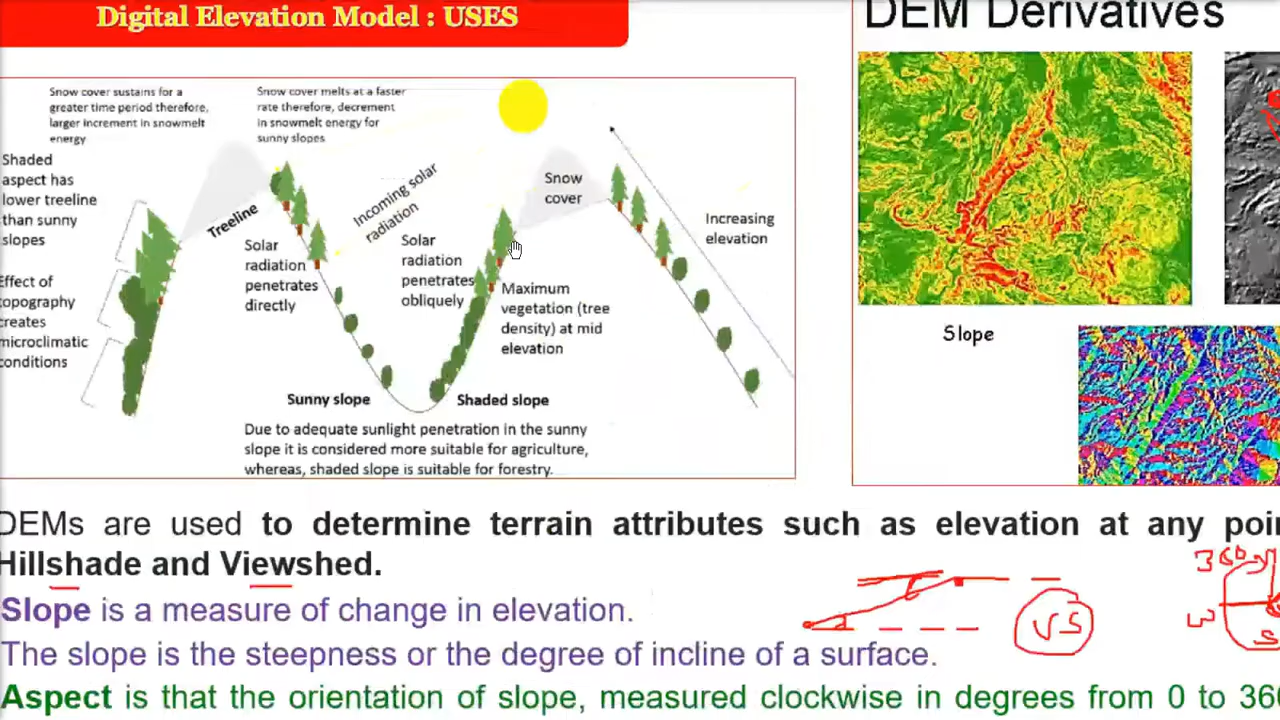 Digital Elevation Model : USES
DEM Derivatives
Snow cover sustains for a
greater time period therefore,
larger increment in snowmelt
energy
Snow cover melts at a faster
rate therefore, decrement
in snowmelt energy for
sunny slopes
Shaded
aspect has
lower treeline
than sunny
slopes
Effect of
topography
creates
microclimatic
conditions
Treeline
Incoming solar
radiation
Solar
radiation
penetrates
directly
Solar
radiation
penetrates
obliquely
Snow
cover
Increasing
elevation
Maximum
vegetation (tree
density) at mid
elevation
Sunny slope
Shaded slope
Due to adequate sunlight penetration in the sunny
slope it is considered more suitable for agriculture,
whereas, shaded slope is suitable for forestry.
Slope
DEMs are used to determine terrain attributes such as elevation at any poi
Hillshade and Viewshed.
Slope is a measure of change in elevation.
The slope is the steepness or the degree of incline of a surface.
Aspect is that the orientation of slope, measured clockwise in degrees from 0 to 36
VS
W
S